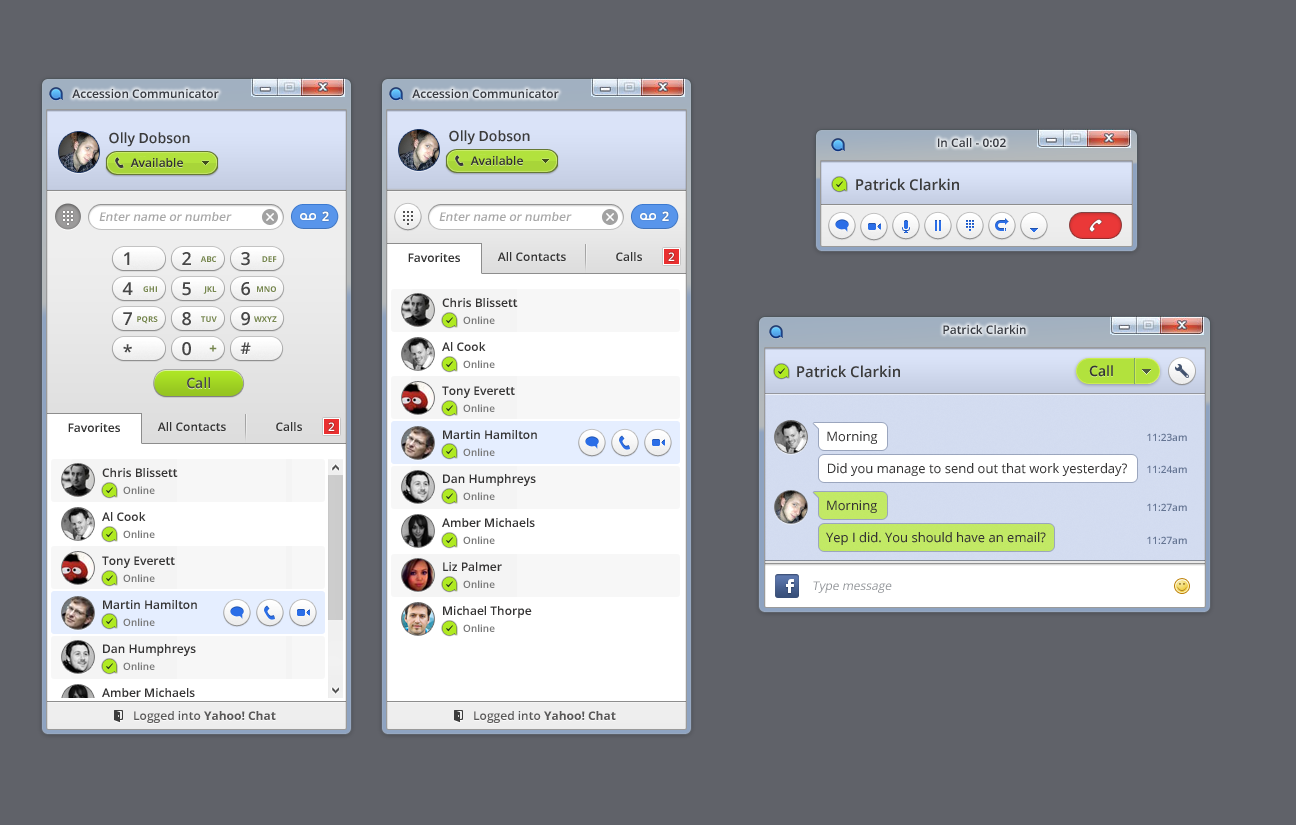 Accession Communicator
Olly Dobson
Available
Enter name or number
2
1
2 ABC
3 DEF
4 GHI
5 JKL
6 MNO
7 PQRS
8 TUV
9 WXYZ
*
0 +
#
Call
Favorites
All Contacts
Calls
2
Chris Blissett
Online
Al Cook
Online
Tony Everett
Online
Martin Hamilton
Online
Dan Humphreys
Online
Amber Michaels
Logged into Yahoo! Chat
Accession Communicator
Olly Dobson
Available
Enter name or number
2
Favorites
All Contacts
Calls
2
Chris Blissett
Online
Al Cook
Online
Tony Everett
Online
Martin Hamilton
Online
Dan Humphreys
Online
Amber Michaels
Online
Liz Palmer
Online
Michael Thorpe
Online
Logged into Yahoo! Chat
In Call - 0:02
Patrick Clarkin
Patrick Clarkin
Patrick Clarkin
Call
Morning
11:23am
Did you manage to send out that work yesterday?
11:24am
Morning
11:27am
Yep I did. You should have an email?
11:27am
f
Type message